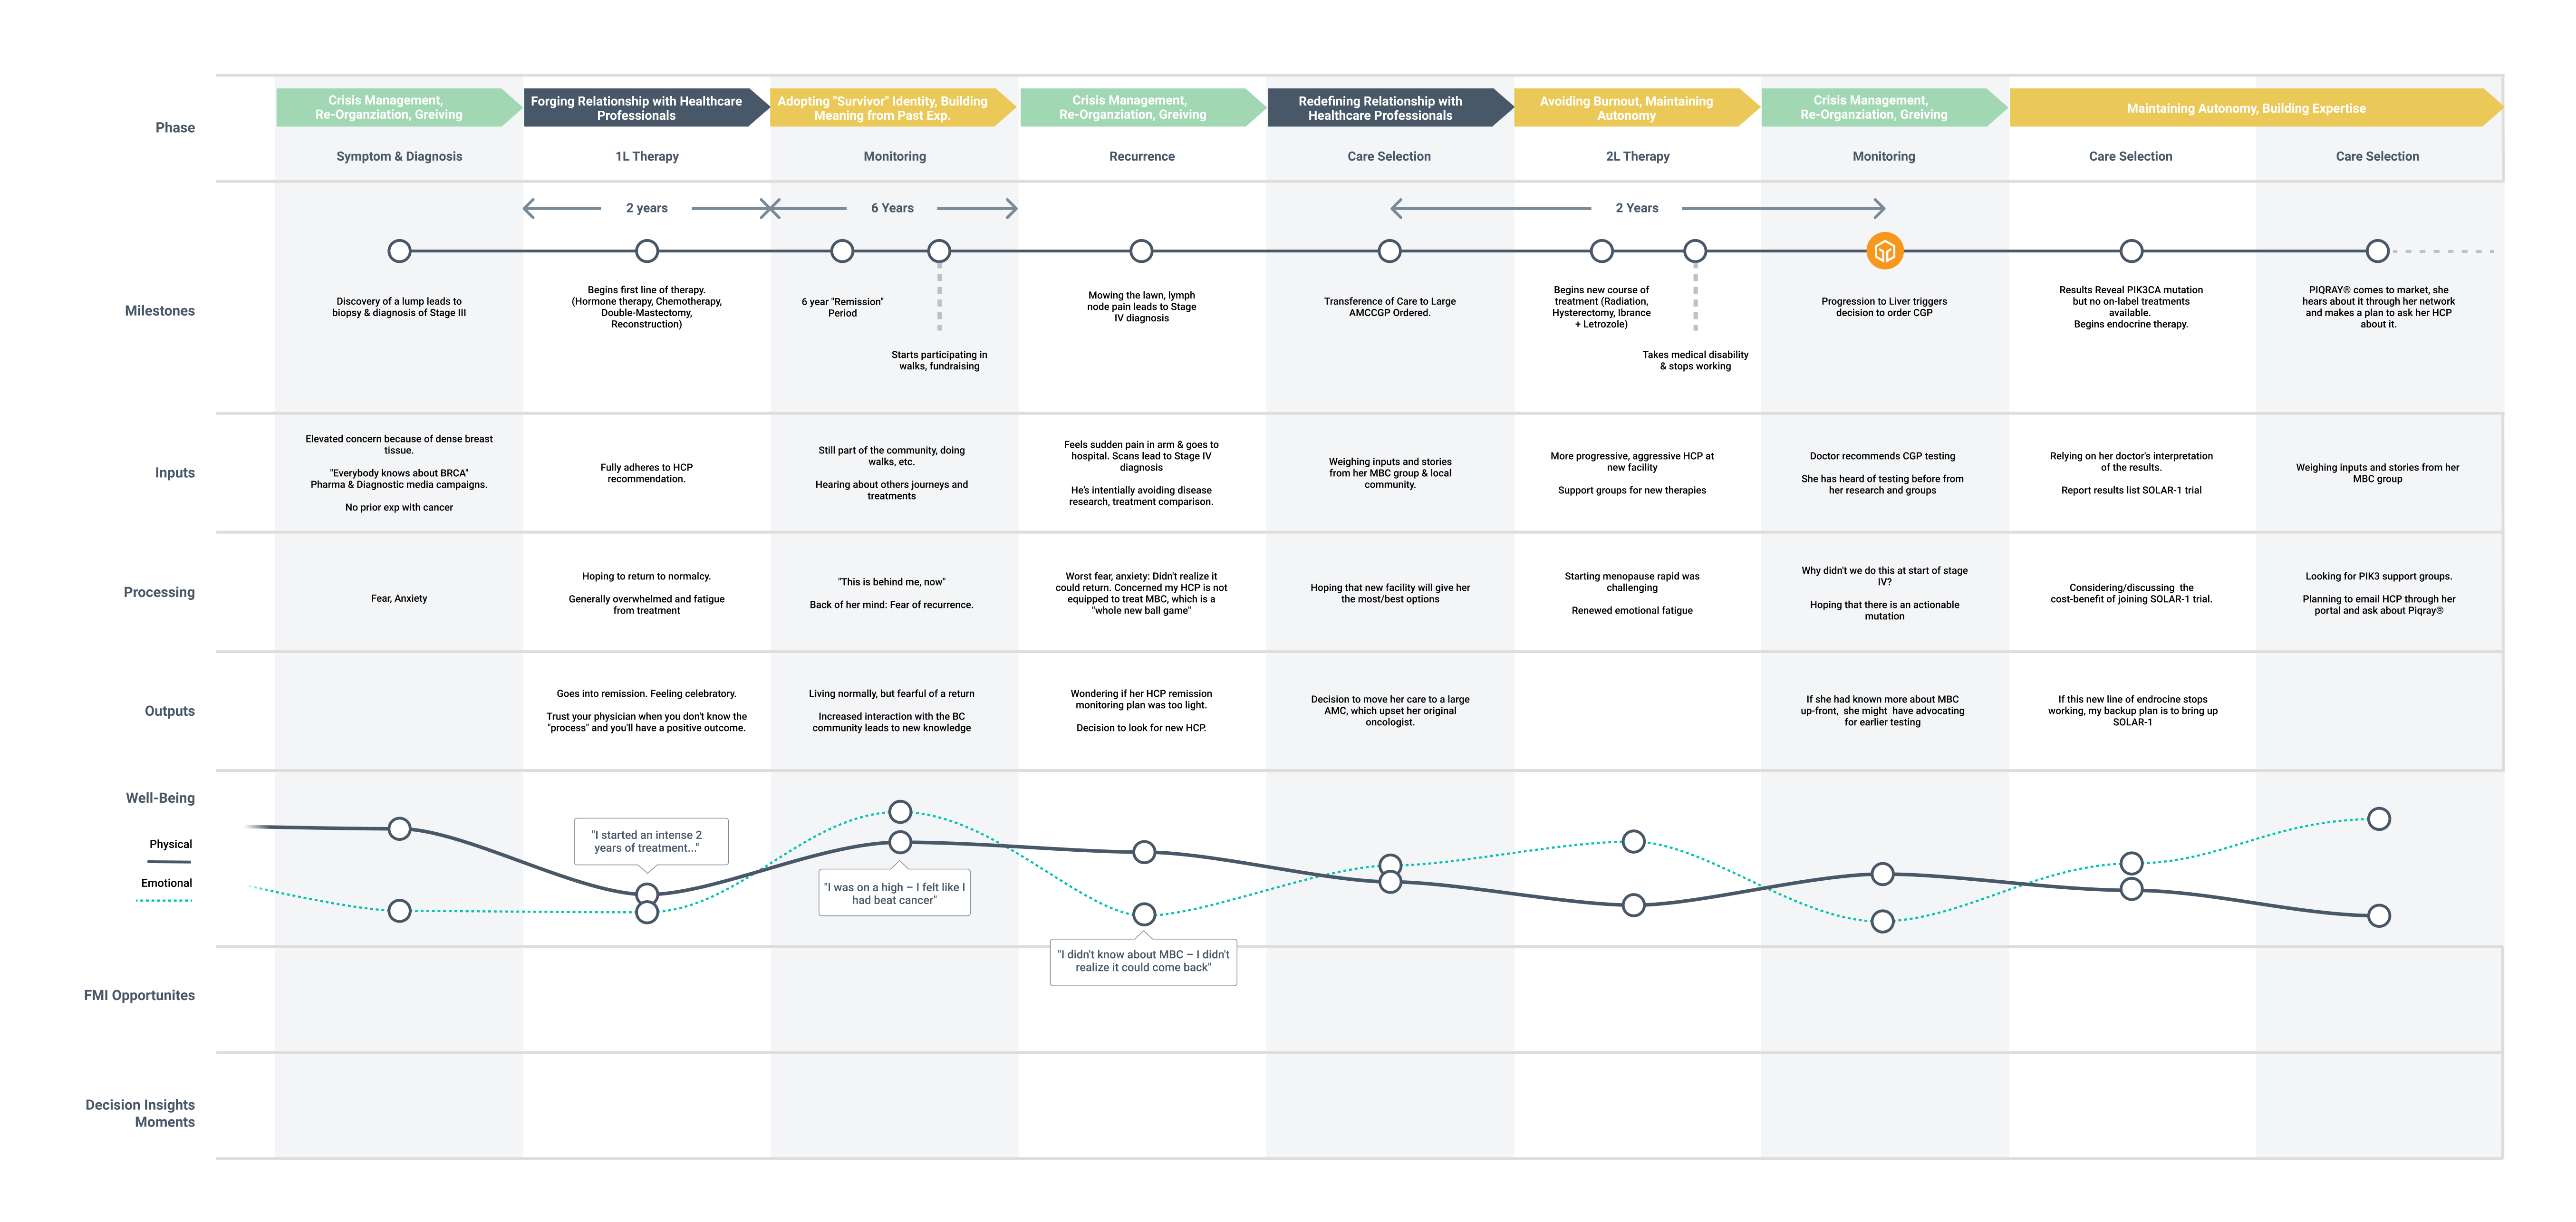 Phase
Crisis Management,
Re-Organziation, Greiving
Forging Relationship with Healthcare
Professionals
Adopting "Survivor" Identity, Building
Meaning from Past Exp.
Crisis Management,
Re-Organziation, Greiving
Redefining Relationship with
Healthcare Professionals
Avoiding Burnout, Maintaining
Autonomy
Crisis Management,
Re-Organziation, Greiving
Maintaining Autonomy, Building Expertise
Symptom & Diagnosis
1L Therapy
Monitoring
Recurrence
Care Selection
2L Therapy
Monitoring
Care Selection
Care Selection
2 years
6 Years
2 Years
Milestones
Discovery of a lump leads to
biopsy & diagnosis of Stage III
Begins first line of therapy.
(Hormone therapy, Chemotherapy,
Double-Mastectomy,
Reconstruction)
6 year "Remission"
Period
Starts participating in
walks, fundraising
Mowing the lawn, lymph
node pain leads to Stage
IV diagnosis
Transference of Care to Large
AMCCGP Ordered.
Begins new course of
treatment (Radiation,
Hysterectomy, Ibrance
+ Letrozole)
Takes medical disability
& stops working
Progression to Liver triggers
decision to order CGP
Results Reveal PIK3CA mutation
but no on-label treatments
available.
Begins endocrine therapy.
PIQRAY® comes to market, she
hears about it through her network
and makes a plan to ask her HCP
about it.
Inputs
Elevated concern because of dense breast
tissue.
"Everybody knows about BRCA"
Pharma & Diagnostic media campaigns.
No prior exp with cancer
Fully adheres to HCP
recommendation.
Still part of the community, doing
walks, etc.
Hearing about others journeys and
treatments
Feels sudden pain in arm & goes to
hospital. Scans lead to Stage IV
diagnosis
He's intentially avoiding disease
research, treatment comparison.
Weighing inputs and stories
from her MBC group & local
community.
More progressive, aggressive HCP at
new facility
Support groups for new therapies
Doctor recommends CGP testing
She has heard of testing before from
her research and groups
Relying on her doctor's interpretation
of the results.
Report results list SOLAR-1 trial
Weighing inputs and stories from her
MBC group
Processing
Fear, Anxiety
Hoping to return to normalcy.
Generally overwhelmed and fatigue
from treatment
"This is behind me, now"
Back of her mind: Fear of recurrence.
Worst fear, anxiety: Didn't realize it
could return. Concerned my HCP is not
equipped to treat MBC, which is a
"whole new ball game"
Hoping that new facility will give her
the most/best options
Starting menopause rapid was
challenging
Renewed emotional fatigue
Why didn't we do this at start of stage
IV?
Hoping that there is an actionable
mutation
Considering/discussing the
cost-benefit of joining SOLAR-1 trial.
Looking for PIK3 support groups.
Planning to email HCP through her
portal and ask about Piqray®
Outputs
Goes into remission. Feeling celebratory.
Trust your physician when you don't know the
"process" and you'll have a positive outcome.
Living normally, but fearful of a return
Increased interaction with the BC
community leads to new knowledge
Wondering if her HCP remission
monitoring plan was too light.
Decision to look for new HCP.
Decision to move her care to a large
AMC, which upset her original
oncologist.
If she had known more about MBC
up-front, she might have advocating
for earlier testing
If this new line of endocrine stops
working, my backup plan is to bring up
SOLAR-1
Well-Being
Physical
Emotional
"I started an intense 2
years of treatment..."
"I was on a high – I felt like I
had beat cancer"
"I didn't know about MBC – I didn't
realize it could come back"
FMI Opportunites
Decision Insights
Moments